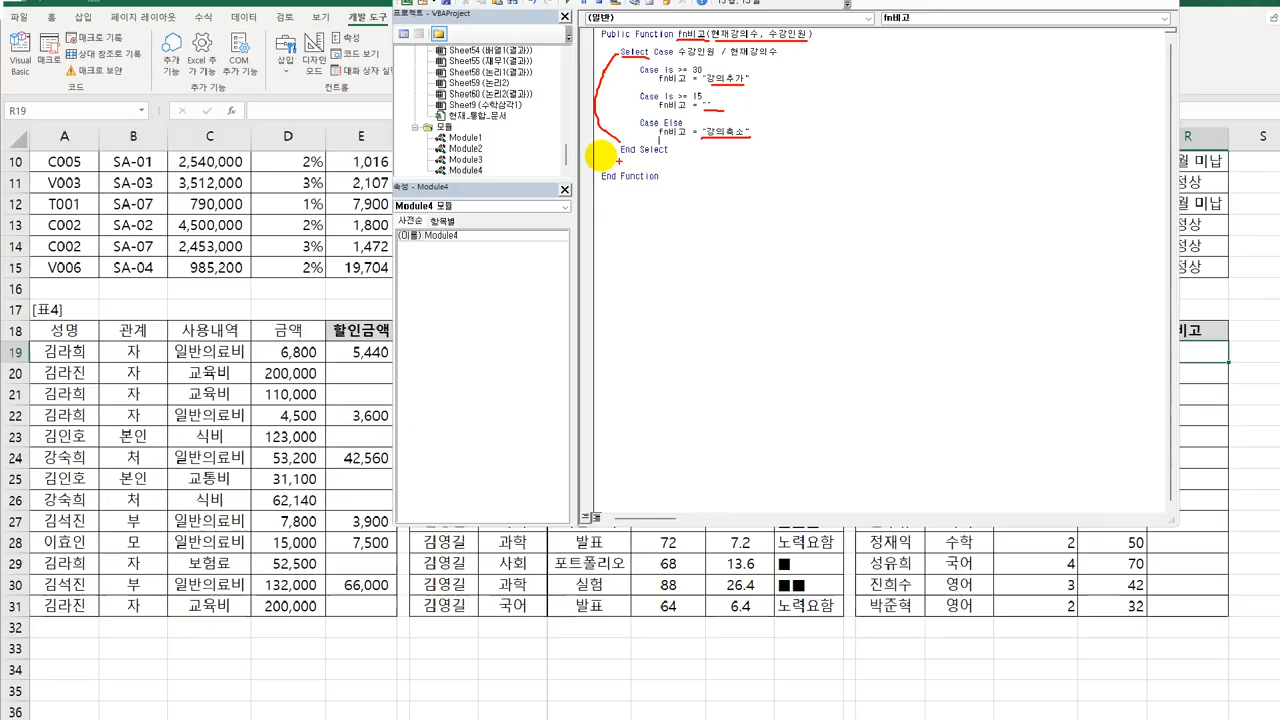 파일 홈 삽입 그리기 페이지 레이아웃 수식 데이터 검토 보기 개발 도구
Visual Basic
매크로
매크로 기록
상대 참조로 기록
매크로 보안
코드
추가 기능
Excel 추가 기능
COM 추가 기능
추가 기능
삽입
디자인 모드
속성
코드 보기
대화 상자 실행
컨트롤
R19
fx
A B C D E R S
10 C005 SA-01 2,540,000 2% 1,016
11 V003 SA-03 3,512,000 3% 2,107 정상
12 T001 SA-07 790,000 1% 7,900 월 미납
13 C002 SA-02 4,500,000 2% 1,800 정상
14 C002 SA-07 2,453,000 3% 1,472 정상
15 V006 SA-04 985,200 2% 19,704 정상
16
17 [표4]
18 성명 관계 사용내역 금액 할인금액 비고
19 김라희 자 일반의료비 6,800 5,440
20 김라진 자 교육비 200,000
21 김라희 자 교육비 110,000
22 김라희 자 일반의료비 4,500 3,600
23 김인호 본인 식비 123,000
24 강숙희 처 일반의료비 53,200 42,560
25 김인호 본인 교통비 31,100
26 강숙희 처 식비 62,140
27 김석진 부 일반의료비 7,800 3,900
28 이효인 모 일반의료비 15,000 7,500 김영길 과학 발표 72 7.2 노력요함 정재익 수학 2 50
29 김라희 자 보험료 52,500 김영길 사회 포트폴리오 68 13.6 ■ 성유희 국어 4 70
30 김석진 부 일반의료비 132,000 66,000 김영길 과학 실험 88 26.4 ■■ 진희수 영어 3 42
31 김라진 자 교육비 200,000 김영길 국어 발표 64 6.4 노력요함 박준혁 영어 2 32
32
33
34
35
36
프로젝트 - VBAProject
Sheet54 (배열1(결과))
Sheet55 (재무1(결과))
Sheet58 (논리1(결과))
Sheet59 (논리2)
Sheet60 (논리2(결과))
Sheet9 (수학삼각1)
현재_통합_문서
모듈
Module1
Module2
Module3
Module4
속성 - Module4
Module4 모듈
사전순 항목별
(이름) Module4
(일반) fn비고
Public Function fn비고(현재강의수, 수강인원)
Select Case 수강인원 / 현재강의수
Case Is >= 30
fn비고 = "강의추가"
Case Is >= 15
fn비고 = ""
Case Else
fn비고 = "강의축소"
End Select
End Function